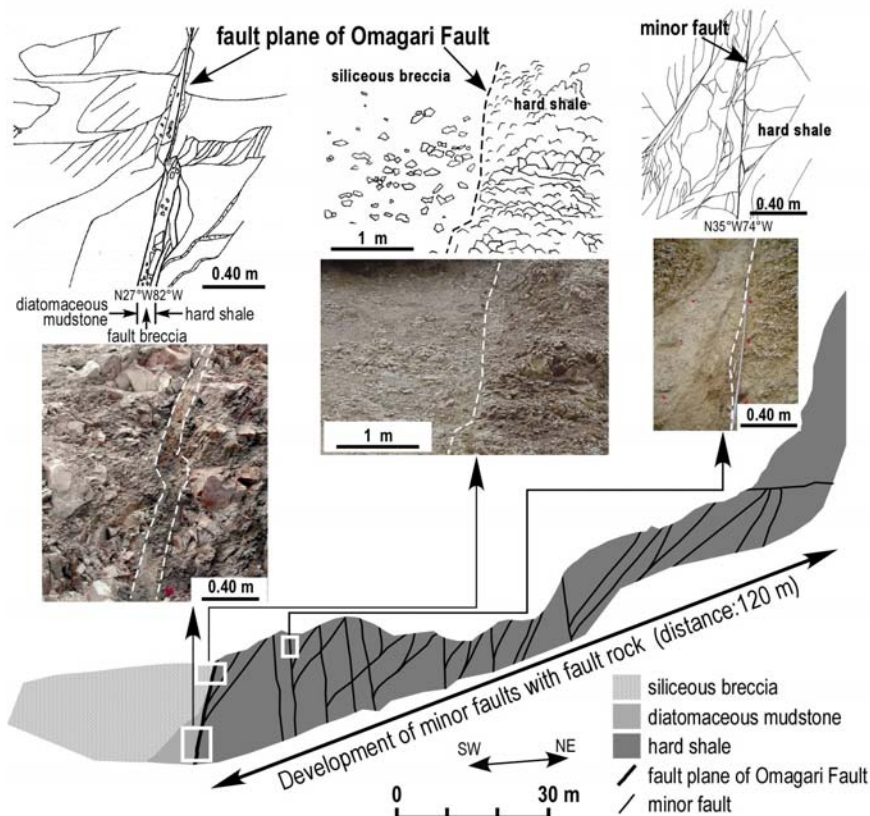 fault plane of Omagari Fault
minor fault
siliceous breccia
hard shale
hard shale
1 m
0.40 m
N35°W74°W
0.40 m
N27°W82°W
diatomaceous
mudstone
hard shale
fault breccia
1 m
0.40 m
0.40 m
Development of minor faults with fault rock (distance:120 m)
SW
NE
0
30 m
siliceous breccia
diatomaceous mudstone
hard shale
fault plane of Omagari Fault
minor fault